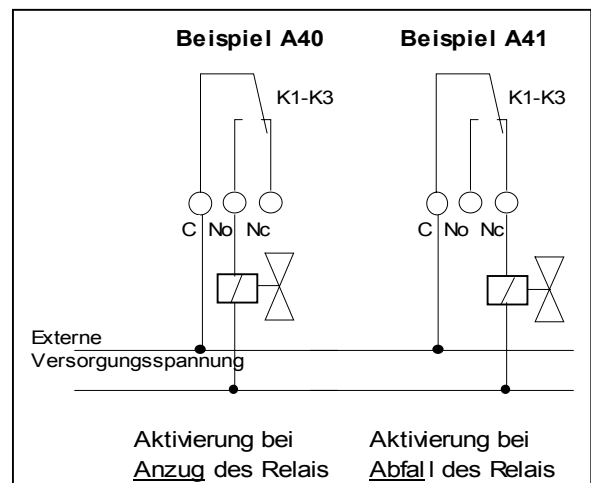 Beispiel A40 Beispiel A41
K1-K3 K1-K3
C No Nc C No Nc
Externe
Versorgungsspannung
Aktivierung bei Aktivierung bei
Anzug des Relais Abfall des Relais